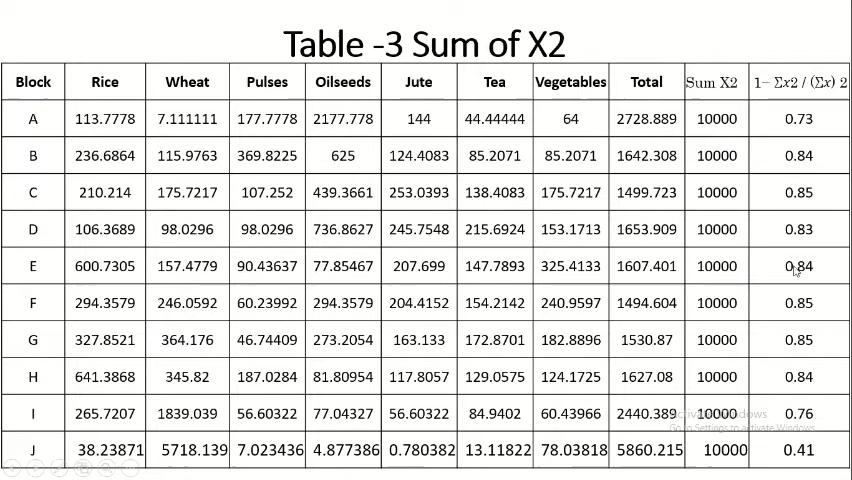 Table -3 Sum of X2
Block Rice Wheat Pulses Oilseeds Jute Tea Vegetables Total Sum X2 1– Σx2 / (Σx) 2
A 113.7778 7.111111 177.7778 2177.778 144 44.44444 64 2728.889 10000 0.73
B 236.6864 115.9763 369.8225 625 124.4083 85.2071 85.2071 1642.308 10000 0.84
C 210.214 175.7217 107.252 439.3661 253.0393 138.4083 175.7217 1499.723 10000 0.85
D 106.3689 98.0296 98.0296 736.8627 245.7548 215.6924 153.1713 1653.909 10000 0.83
E 600.7305 157.4779 90.43637 77.85467 207.699 147.7893 325.4133 1607.401 10000 0.84
F 294.3579 246.0592 60.23992 294.3579 204.4152 154.2142 240.9597 1494.604 10000 0.85
G 327.8521 364.176 46.74409 273.2054 163.133 172.8701 182.8896 1530.87 10000 0.85
H 641.3868 345.82 187.0284 81.80954 117.8057 129.0575 124.1725 1627.08 10000 0.84
I 265.7207 1839.039 56.60322 77.04327 56.60322 84.9402 60.43966 2440.389 10000 0.76
Activate Windows
Go to Settings to activate Windows.
J 38.23871 5718.139 7.023436 4.877386 0.780382 13.11822 78.03818 5860.215 10000 0.41